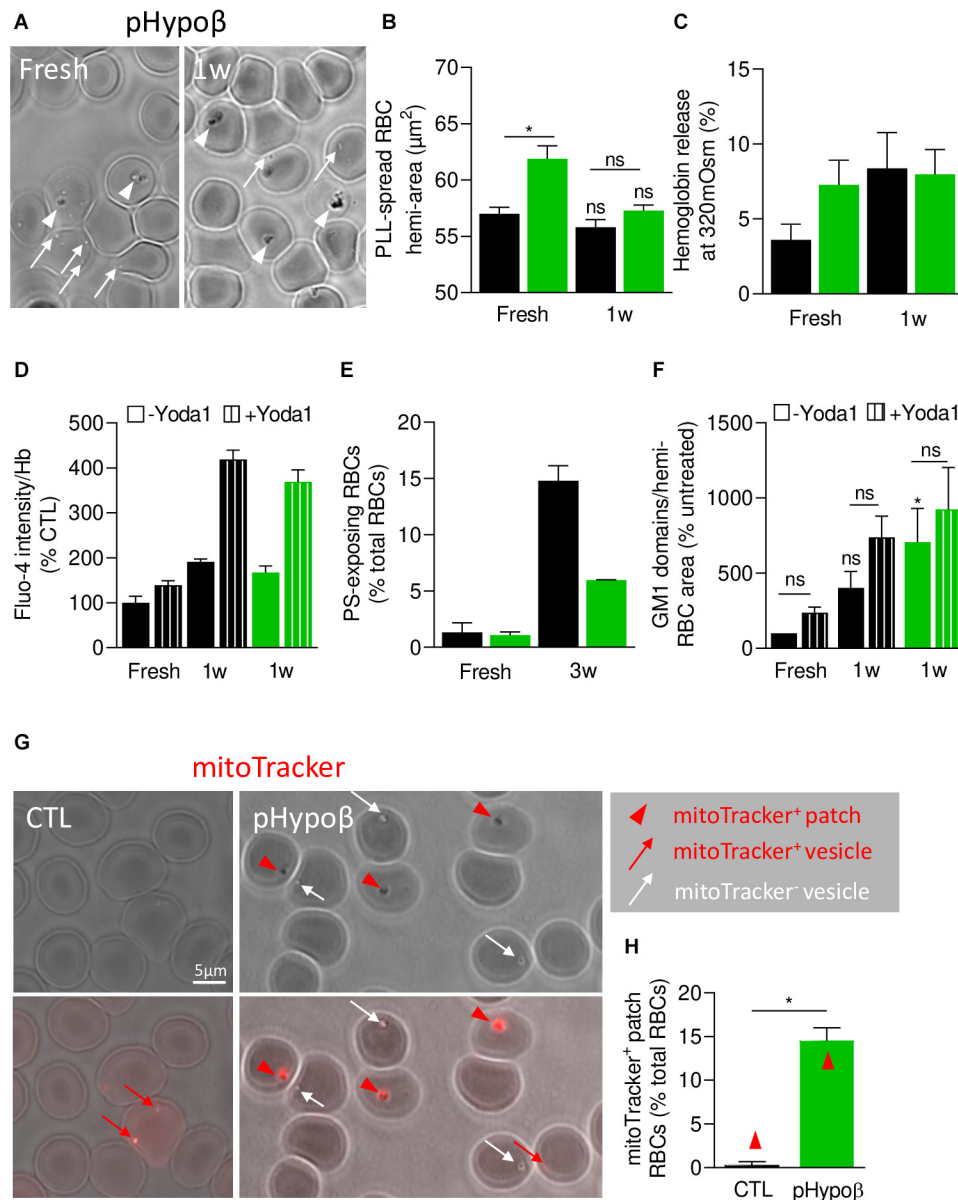 A
pHypoβ
Fresh
1w
B
PLL-spread RBC
hemi-area (µm²)
70
65
60
55
50
*
ns
ns
ns
Fresh
1w
C
Hemoglobin release
at 320mOsm (%)
15
10
5
0
Fresh
1w
D
-Yoda1
+Yoda1
Fluo-4 intensity/Hb
(% CTL)
500
400
300
200
100
0
Fresh
1w
1w
E
PS-exposing RBCs
(% total RBCs)
20
15
10
5
0
Fresh
3w
F
-Yoda1
+Yoda1
GM1 domains/hemi-
RBC area (% untreated)
1500
1000
500
0
ns
ns
ns
ns
*
Fresh
1w
1w
G
mitoTracker
CTL
pHypoβ
5µm
mitoTracker⁺ patch
mitoTracker⁺ vesicle
mitoTracker⁻ vesicle
H
mitoTracker⁺ patch
RBCs (% total RBCs)
20
15
10
5
0
*
CTL
pHypoβ